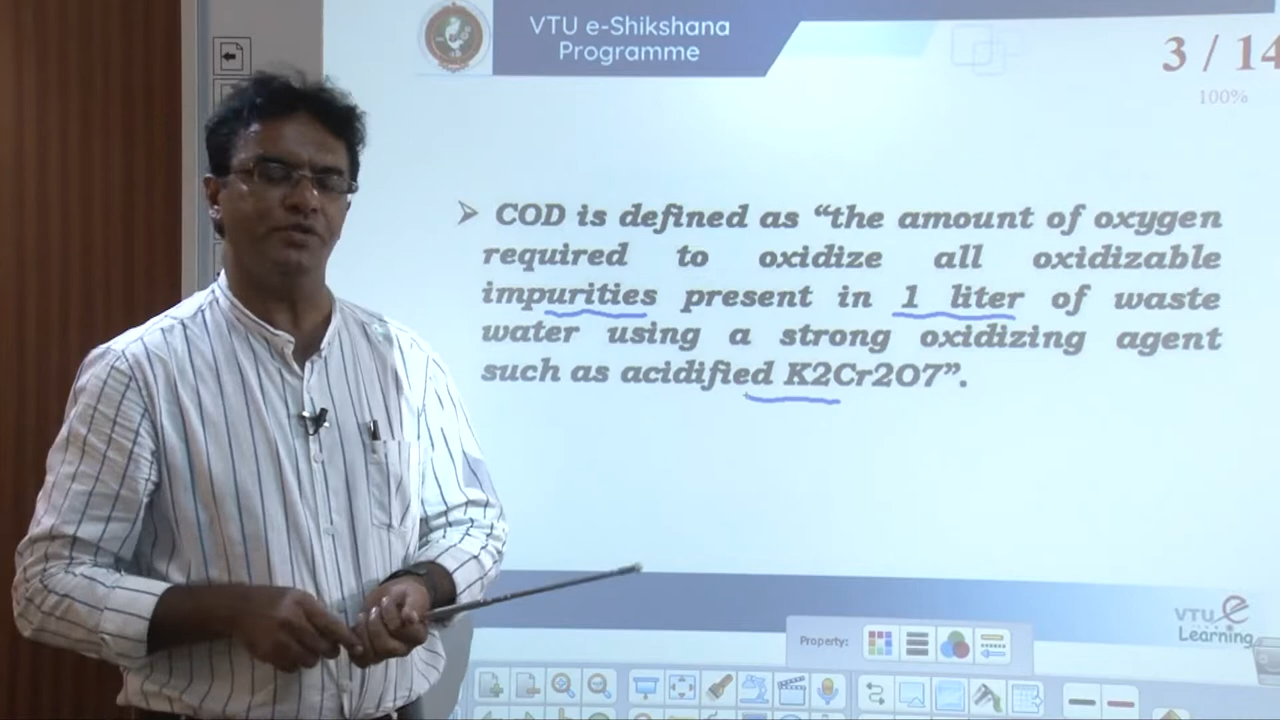 VTU e-Shikshana
Programme
3 / 14
100%
➤ COD is defined as “the amount of oxygen
required to oxidize all oxidizable
impurities present in 1 liter of waste
water using a strong oxidizing agent
such as acidified K2Cr2O7”.
VTU e
Learning
Property: